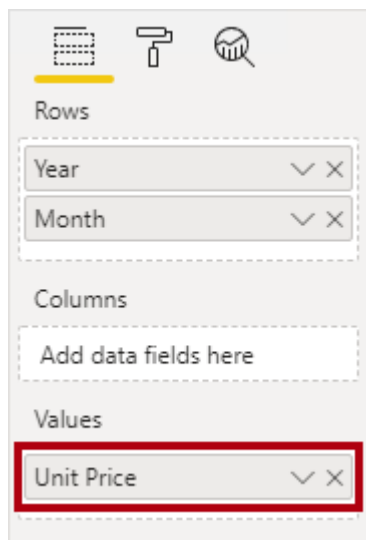 Rows
Year
Month
Columns
Add data fields here
Values
Unit Price